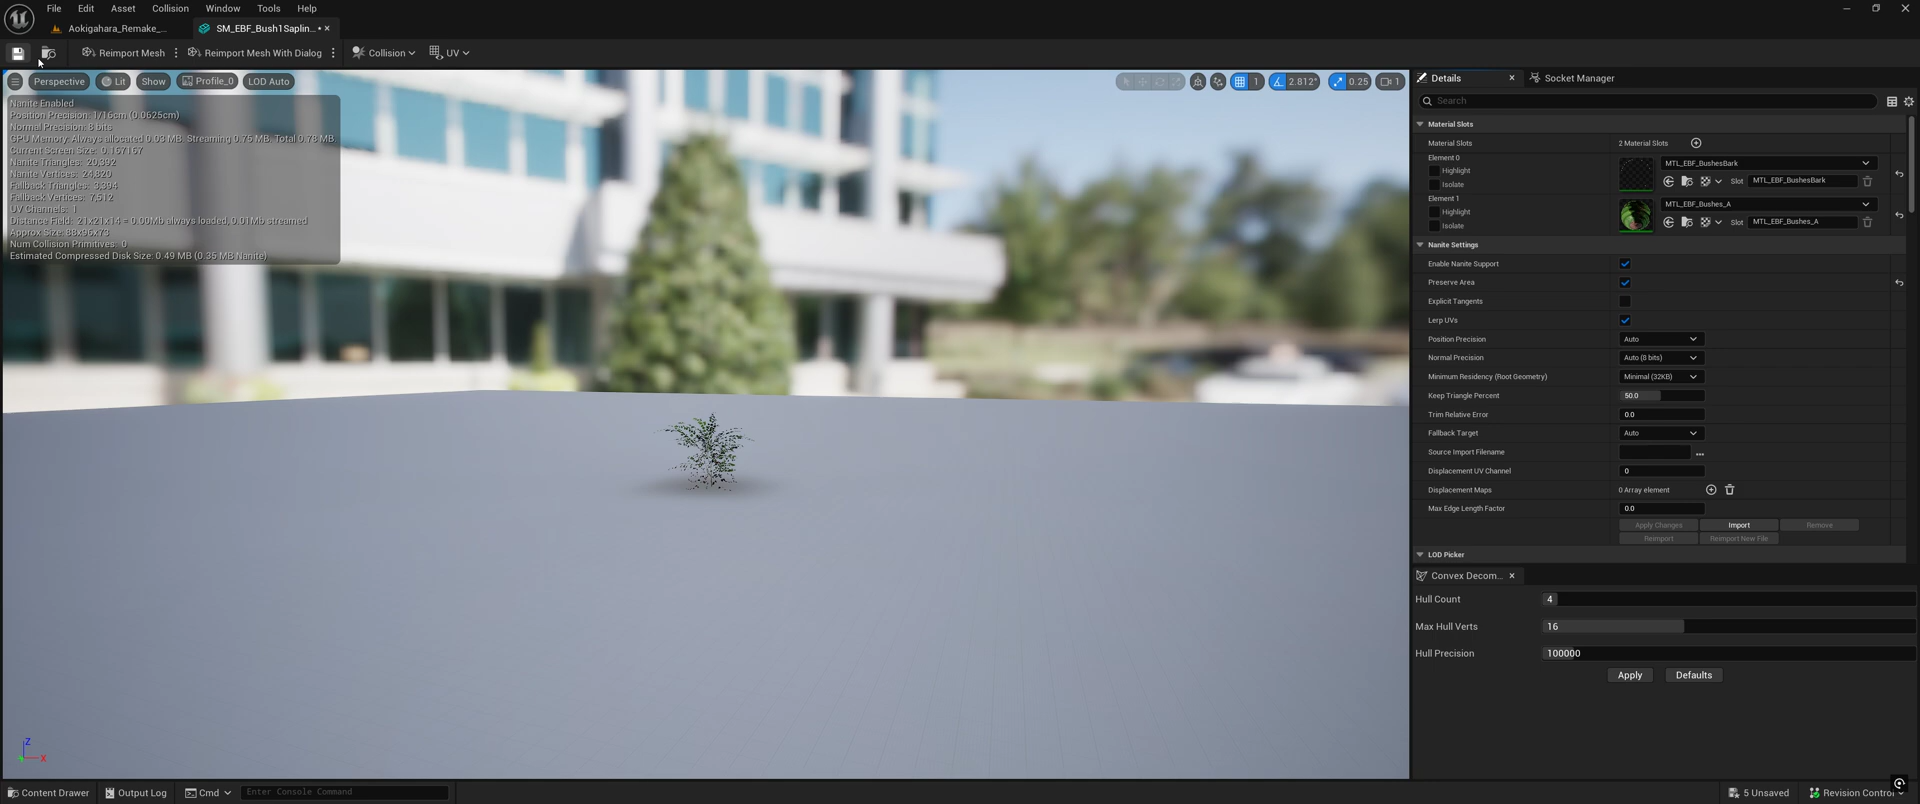 File Edit Asset Collision Window Tools Help
Aokigahara_Remake_...
SM_EBF_Bush1Saplin... •
Reimport Mesh
Reimport Mesh With Dialog
Collision
UV
Perspective
Lit
Show
Profile_0
LOD Auto
1
2.812°
0.25
1
Nanite Enabled
Position Precision: 1/16cm (0.0625cm)
Normal Precision: 8 bits
GPU Memory: Always allocated 0.03 MB. Streaming 0.75 MB. Total 0.78 MB.
Current Screen Size: 0.167167
Nanite Triangles: 20,392
Nanite Vertices: 24,820
Fallback Triangles: 3,394
Fallback Vertices: 7,512
UV Channels: 1
Distance Field: 21x21x14 = 0.00Mb always loaded, 0.01Mb streamed
Approx Size: 88x96x73
Num Collision Primitives: 0
Estimated Compressed Disk Size: 0.49 MB (0.35 MB Nanite)
Z
X
Details
Socket Manager
Search
Material Slots
Material Slots 2 Material Slots
Element 0
Highlight
Isolate
MTL_EBF_BushesBark
Slot MTL_EBF_BushesBark
Element 1
Highlight
Isolate
MTL_EBF_Bushes_A
Slot MTL_EBF_Bushes_A
Nanite Settings
Enable Nanite Support
Preserve Area
Explicit Tangents
Lerp UVs
Position Precision Auto
Normal Precision Auto (8 bits)
Minimum Residency (Root Geometry) Minimal (32KB)
Keep Triangle Percent 50.0
Trim Relative Error 0.0
Fallback Target Auto
Source Import Filename ...
Displacement UV Channel 0
Displacement Maps 0 Array element
Max Edge Length Factor 0.0
Apply Changes Import Remove
Reimport Reimport New File
LOD Picker
Convex Decom...
Hull Count 4
Max Hull Verts 16
Hull Precision 100000
Apply Defaults
Content Drawer
Output Log
Cmd
Enter Console Command
5 Unsaved
Revision Control